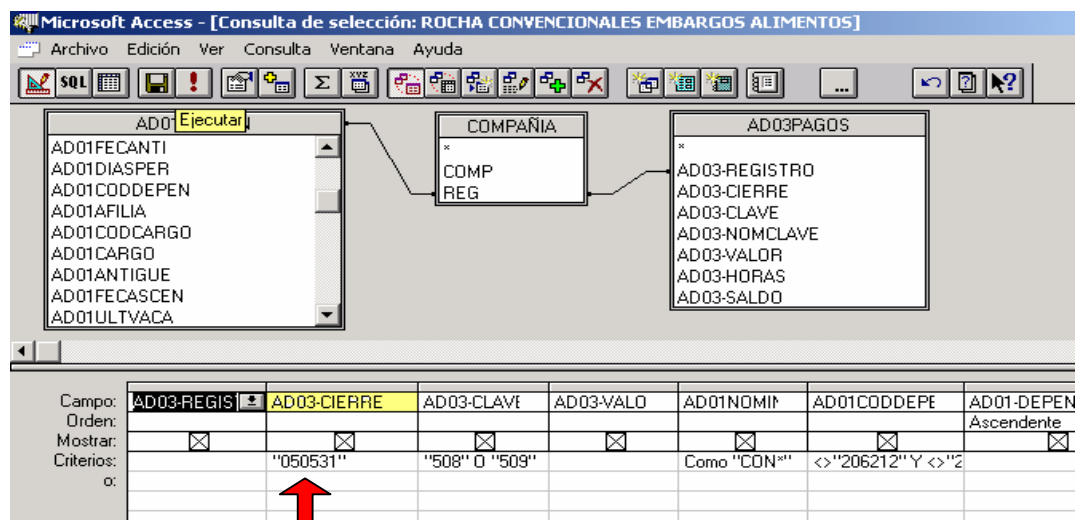 Microsoft Access - [Consulta de selección: ROCHA CONVENCIONALES EMBARGOS ALIMENTOS]
Archivo Edición Ver Consulta Ventana Ayuda
SQL Σ XYZ ...
AD01 Ejecutar
AD01FECANTI
AD01DIASPER
AD01CODDEPEN
AD01AFILIA
AD01CODCARGO
AD01CARGO
AD01ANTIGUE
AD01FECASCEN
AD01ULTVACA
COMPAÑIA
*
COMP
REG
AD03PAGOS
*
AD03-REGISTRO
AD03-CIERRE
AD03-CLAVE
AD03-NOMCLAVE
AD03-VALOR
AD03-HORAS
AD03-SALDO
Campo: AD03-REGIS AD03-CIERRE AD03-CLAVE AD03-VALO AD01NOMIN AD01CODDEPE AD01-DEPEN
Orden: Ascendente
Mostrar:
Criterios: "050531" "508" O "509" Como "CON*" <>"206212" Y <>"2
o: